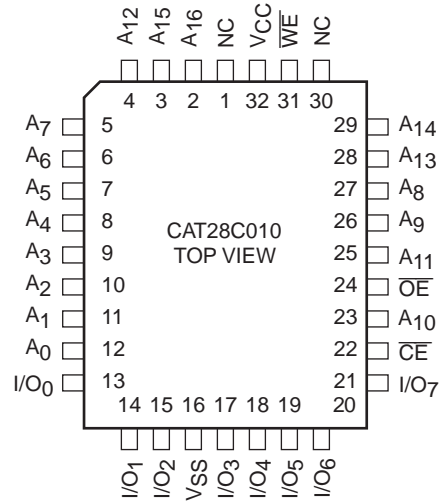 A12 A15 A16 NC VCC W̅E̅ NC
4 3 2 1 32 31 30
A7 5 29 A14
A6 6 28 A13
A5 7 27 A8
A4 8 26 A9
CAT28C010
TOP VIEW
A3 9 25 A11
A2 10 24 O̅E̅
A1 11 23 A10
A0 12 22 C̅E̅
I/O0 13 21 I/O7
14 15 16 17 18 19 20
I/O1 I/O2 VSS I/O3 I/O4 I/O5 I/O6